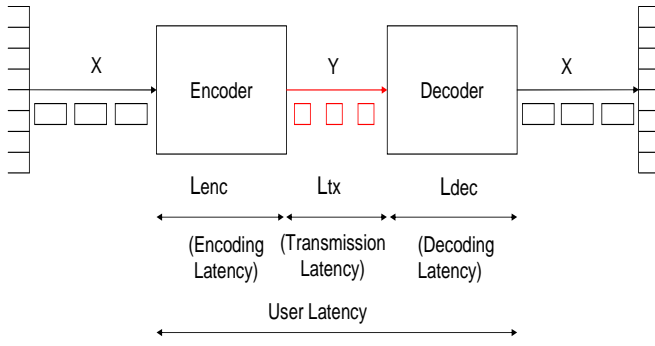 X
Y
X
Encoder
Decoder
Lenc
Ltx
Ldec
(Encoding
Latency)
(Transmission
Latency)
(Decoding
Latency)
User Latency